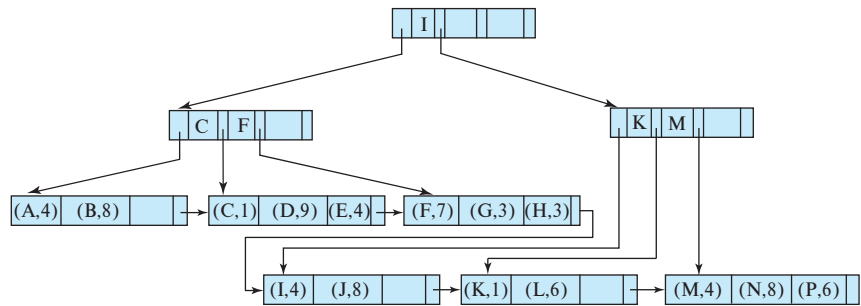 I
C F
K M
(A,4) (B,8) (C,1) (D,9) (E,4) (F,7) (G,3) (H,3)
(I,4) (J,8) (K,1) (L,6) (M,4) (N,8) (P,6)